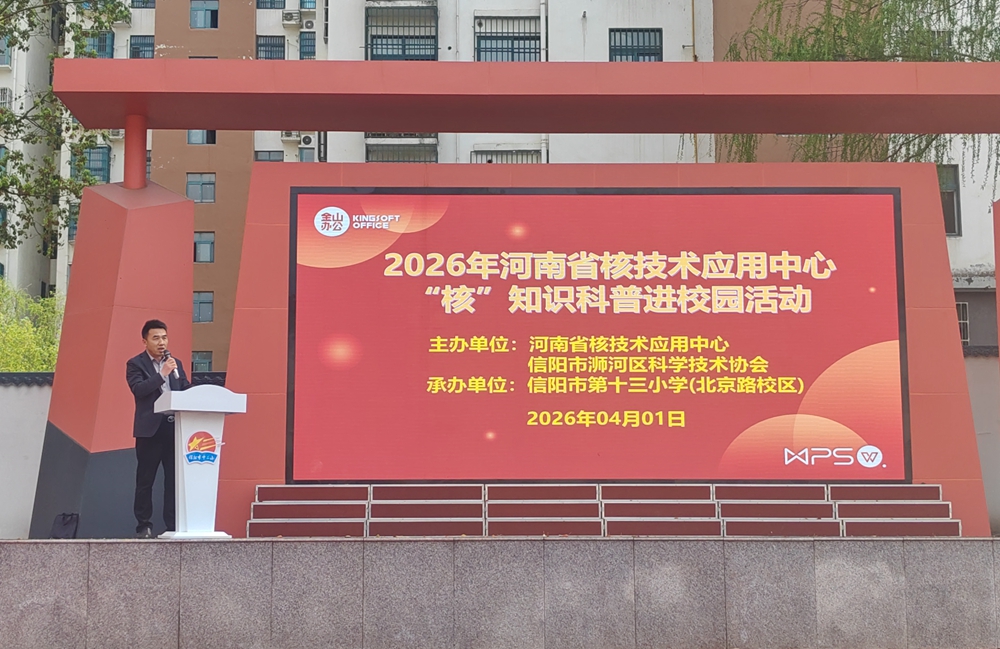 金山
办公
KINGSOFT
OFFICE
2026年河南省核技术应用中心
“核”知识科普进校园活动
主办单位：河南省核技术应用中心
信阳市浉河区科学技术协会
承办单位：信阳市第十三小学(北京路校区)
2026年04月01日
WPS